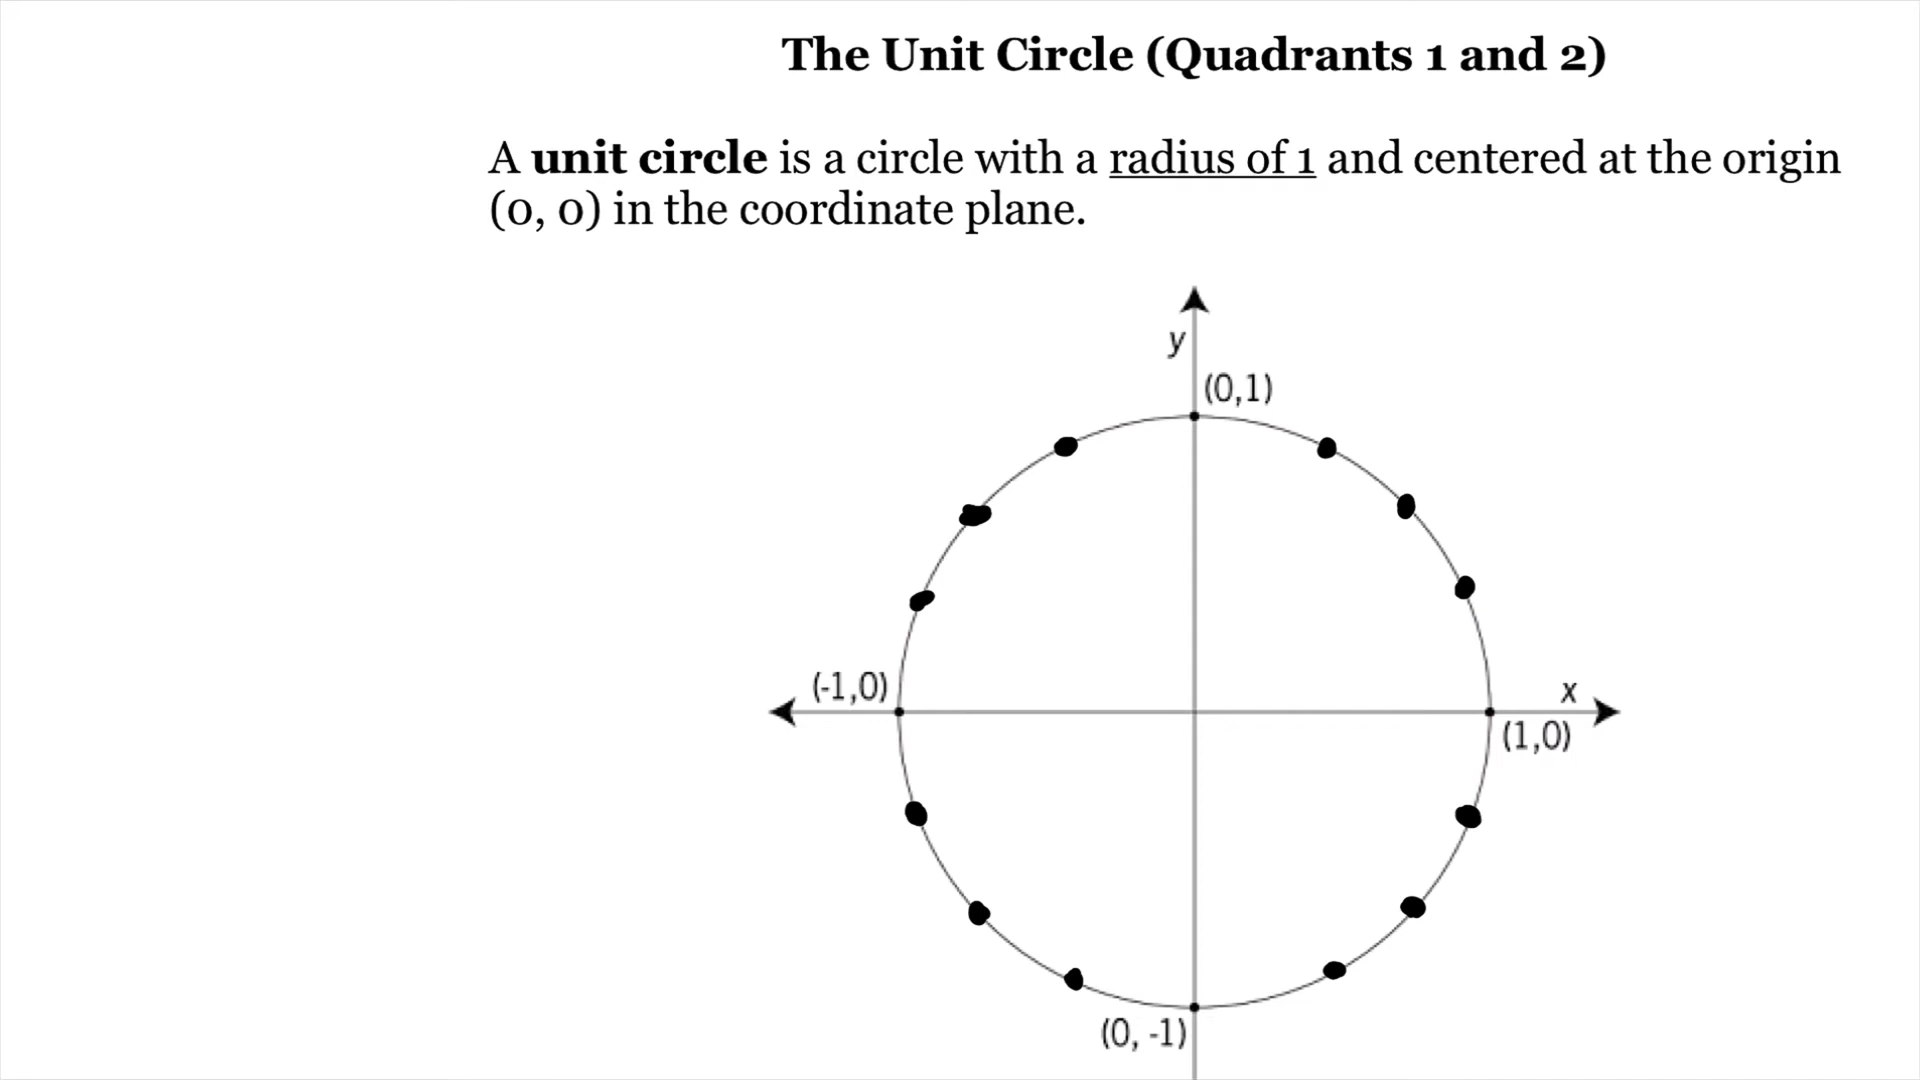 The Unit Circle (Quadrants 1 and 2)
A unit circle is a circle with a radius of 1 and centered at the origin
(0, 0) in the coordinate plane.
y
(0,1)
(-1,0)
x
(1,0)
(0, -1)